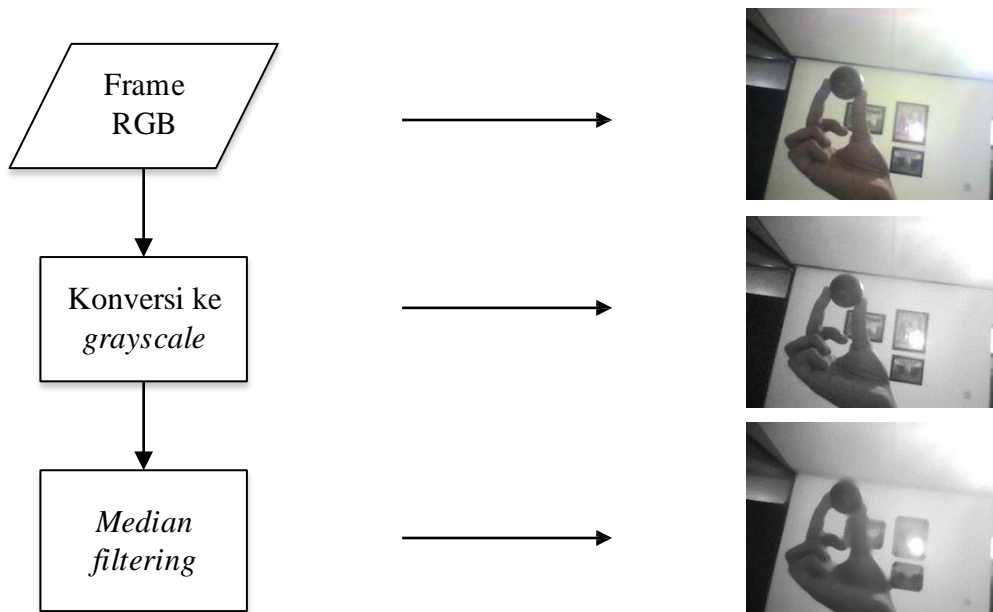 Frame
RGB
Konversi ke
grayscale
Median
filtering